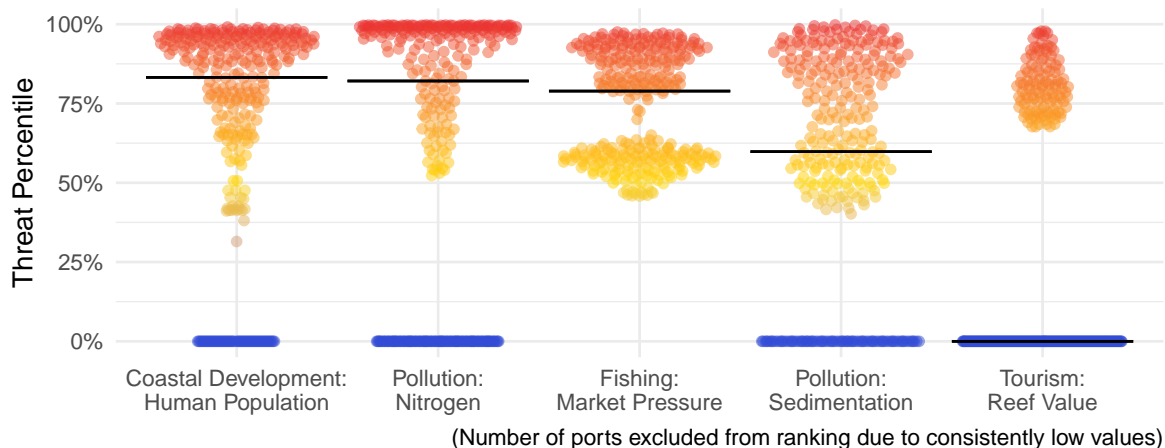 Threat Percentile
100%
75%
50%
25%
0%
Coastal Development:
Human Population
Pollution:
Nitrogen
Fishing:
Market Pressure
Pollution:
Sedimentation
Tourism:
Reef Value
(Number of ports excluded from ranking due to consistently low values)